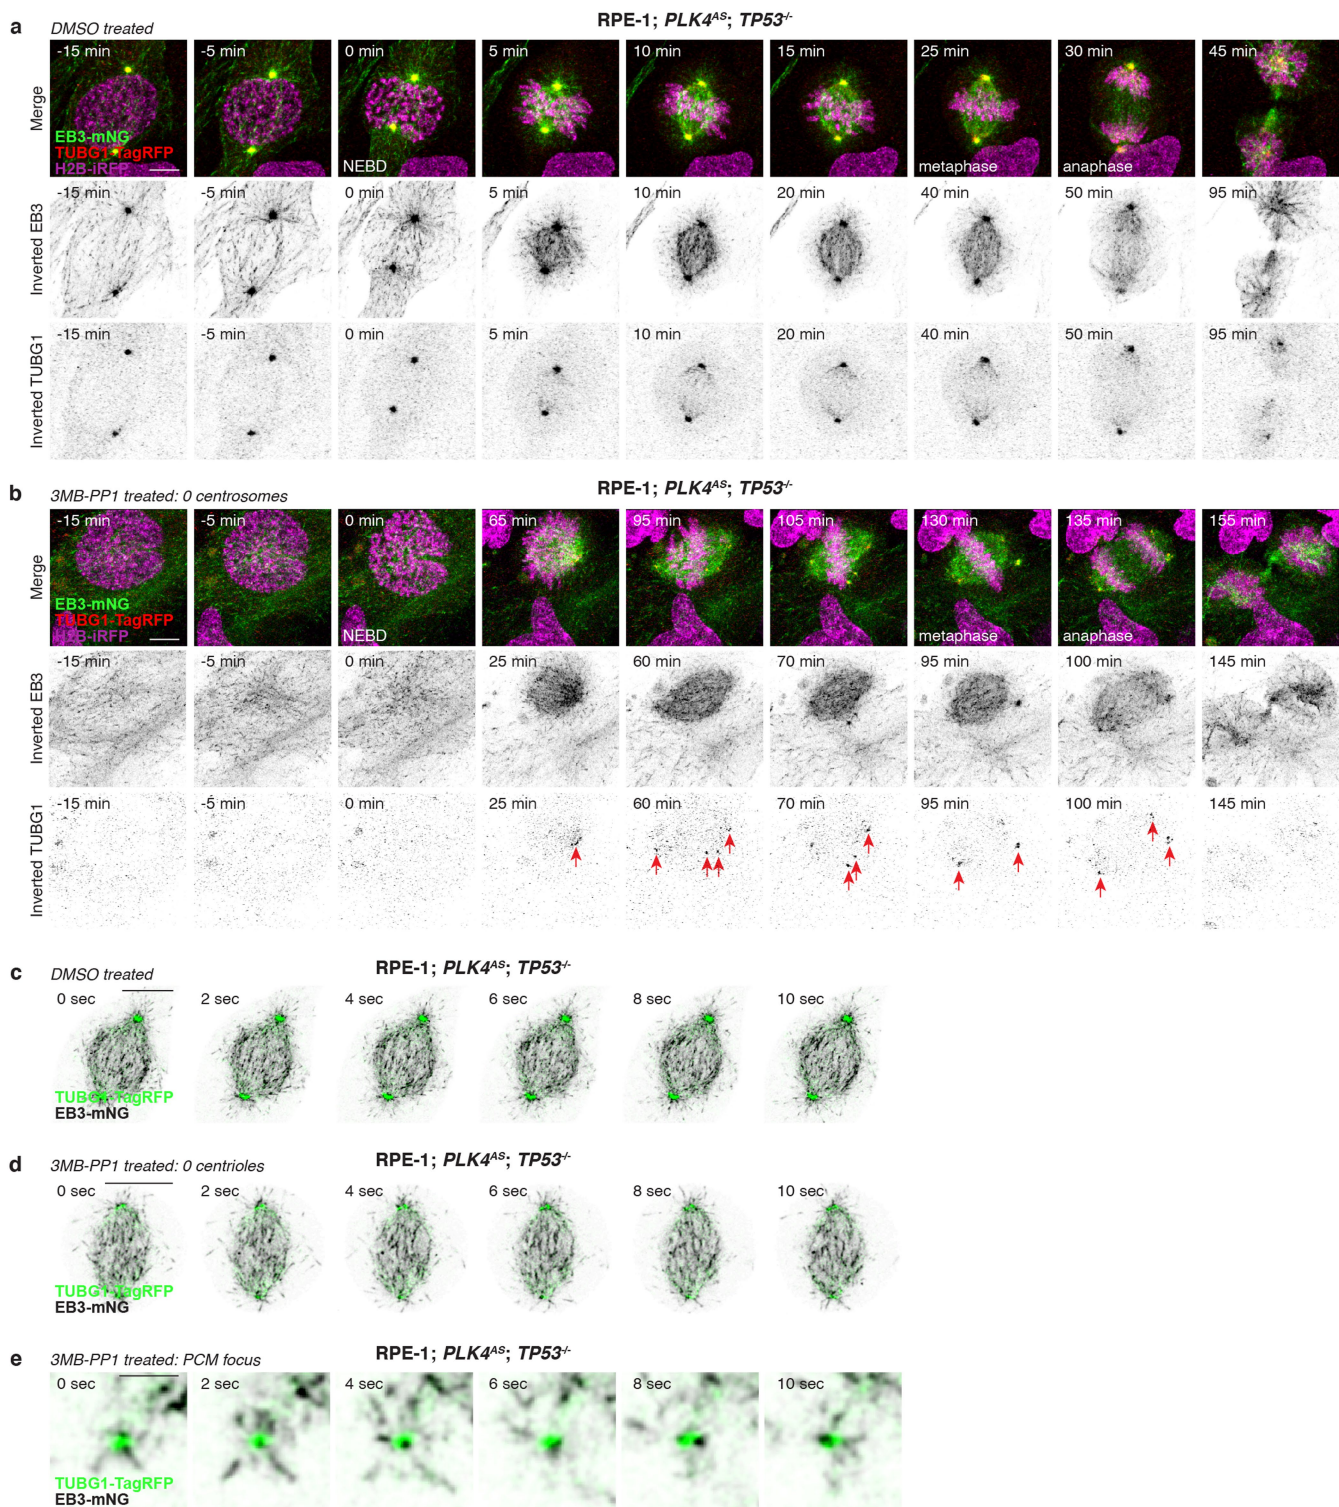 a
DMSO treated
RPE-1; PLK4AS; TP53-/-
Merge
-15 min
-5 min
0 min
5 min
10 min
15 min
25 min
30 min
45 min
EB3-mNG
TUBG1-TagRFP
H2B-iRFP
NEBD
metaphase
anaphase
Inverted EB3
-15 min
-5 min
0 min
5 min
10 min
20 min
40 min
50 min
95 min
Inverted TUBG1
-15 min
-5 min
0 min
5 min
10 min
20 min
40 min
50 min
95 min
b
3MB-PP1 treated: 0 centrosomes
RPE-1; PLK4AS; TP53-/-
Merge
-15 min
-5 min
0 min
65 min
95 min
105 min
130 min
135 min
155 min
EB3-mNG
TUBG1-TagRFP
H2B-iRFP
NEBD
metaphase
anaphase
Inverted EB3
-15 min
-5 min
0 min
25 min
60 min
70 min
95 min
100 min
145 min
Inverted TUBG1
-15 min
-5 min
0 min
25 min
60 min
70 min
95 min
100 min
145 min
c
DMSO treated
RPE-1; PLK4AS; TP53-/-
0 sec
2 sec
4 sec
6 sec
8 sec
10 sec
TUBG1-TagRFP
EB3-mNG
d
3MB-PP1 treated: 0 centrioles
RPE-1; PLK4AS; TP53-/-
0 sec
2 sec
4 sec
6 sec
8 sec
10 sec
TUBG1-TagRFP
EB3-mNG
e
3MB-PP1 treated: PCM focus
RPE-1; PLK4AS; TP53-/-
0 sec
2 sec
4 sec
6 sec
8 sec
10 sec
TUBG1-TagRFP
EB3-mNG